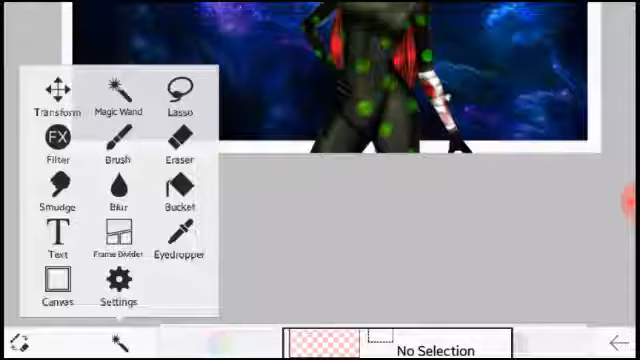 Transform Magic Wand Lasso
FX
Filter Brush Eraser
Smudge Blur Bucket
T
Text Frame Divider Eyedropper
Canvas Settings
No Selection